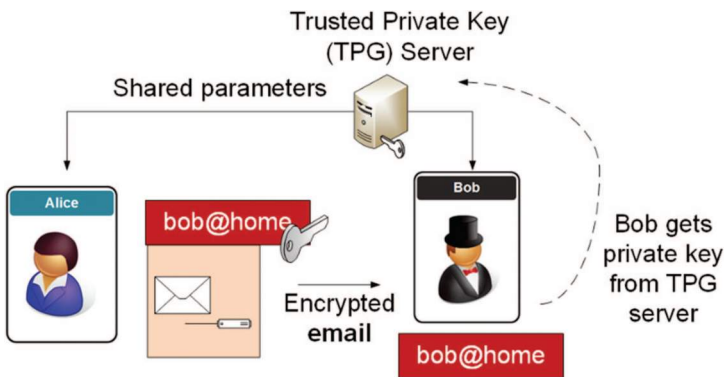 Trusted Private Key
(TPG) Server
Shared parameters
Alice
bob@home
Bob
Encrypted
email
bob@home
Bob gets
private key
from TPG
server